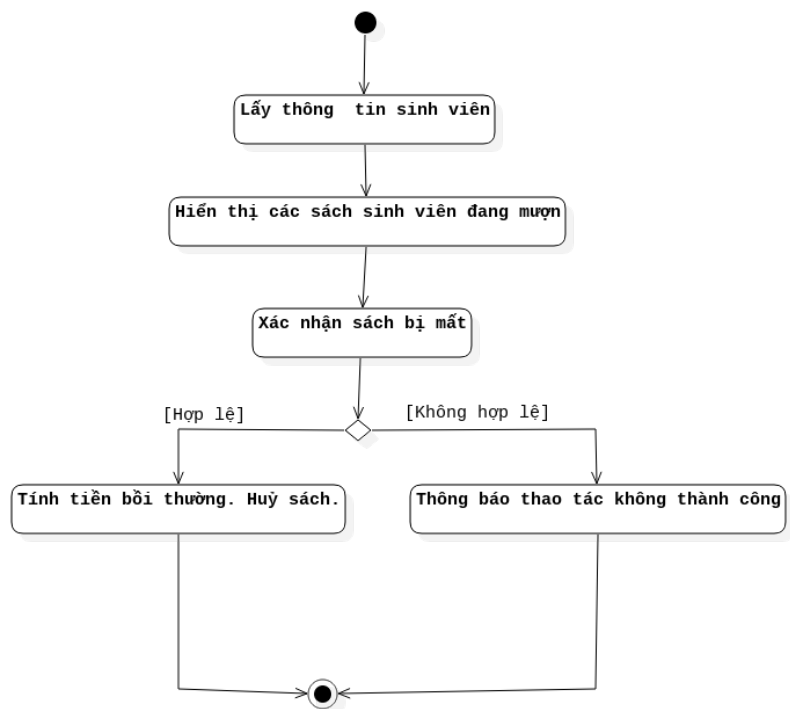 Lấy thông  tin sinh viên
Hiển thị các sách sinh viên đang mượn
Xác nhận sách bị mất
[Hợp lệ]
[Không hợp lệ]
Tính tiền bồi thường. Huỷ sách.
Thông báo thao tác không thành công